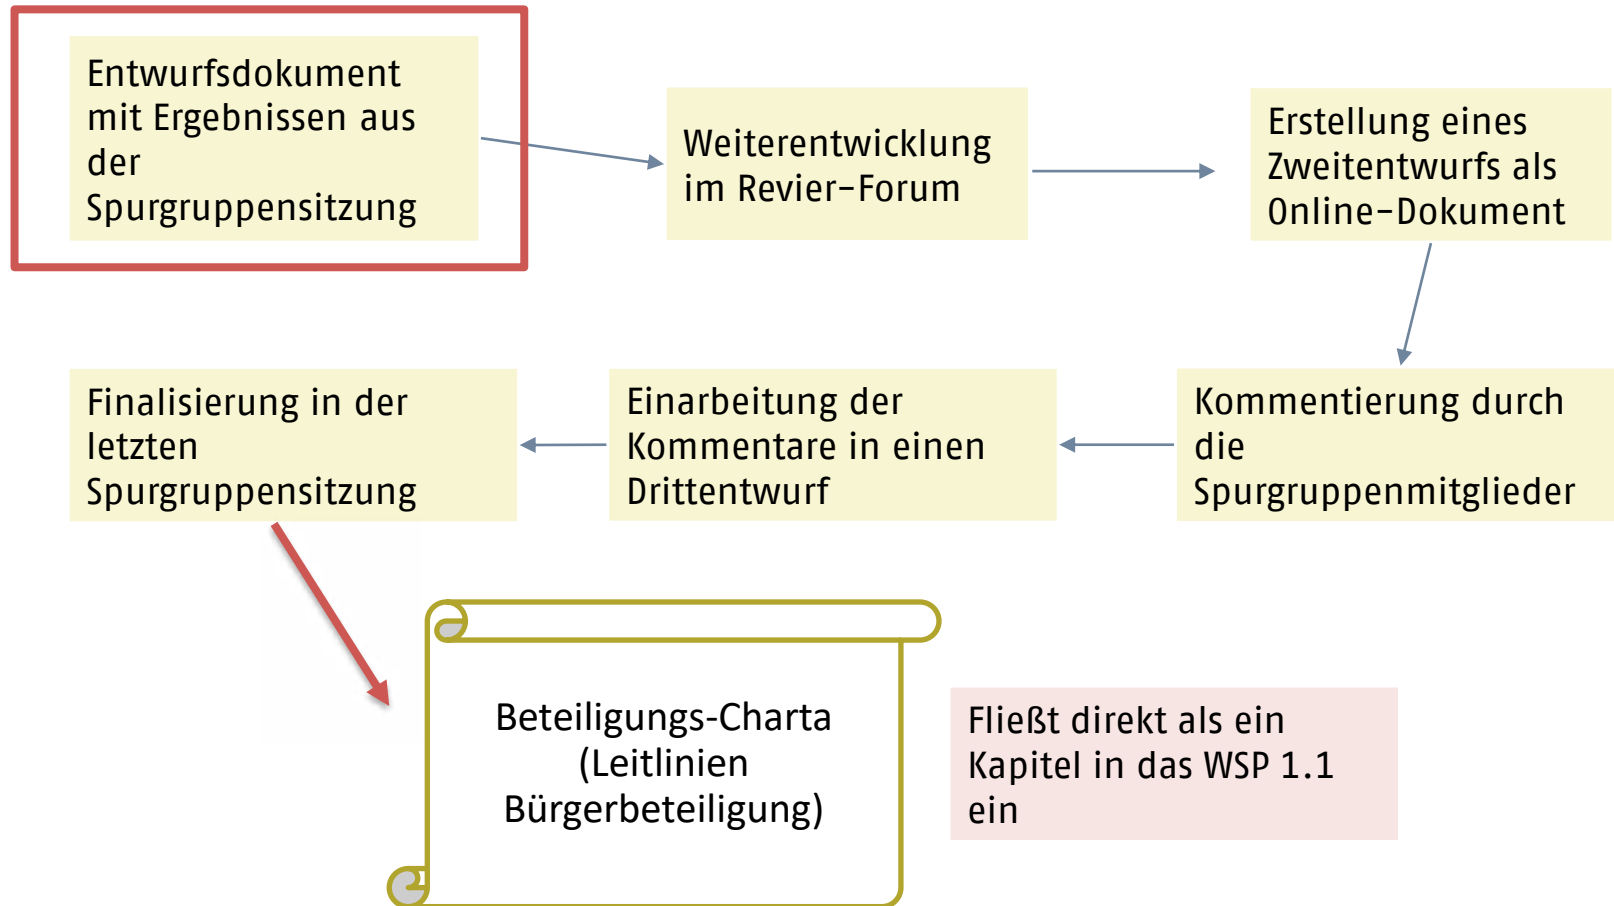 Entwurfsdokument
mit Ergebnissen aus
der
Spurgruppensitzung
Weiterentwicklung
im Revier-Forum
Erstellung eines
Zweitentwurfs als
Online-Dokument
Kommentierung durch
die
Spurgruppenmitglieder
Einarbeitung der
Kommentare in einen
Drittentwurf
Finalisierung in der
letzten
Spurgruppensitzung
Beteiligungs-Charta
(Leitlinien
Bürgerbeteiligung)
Fließt direkt als ein
Kapitel in das WSP 1.1
ein